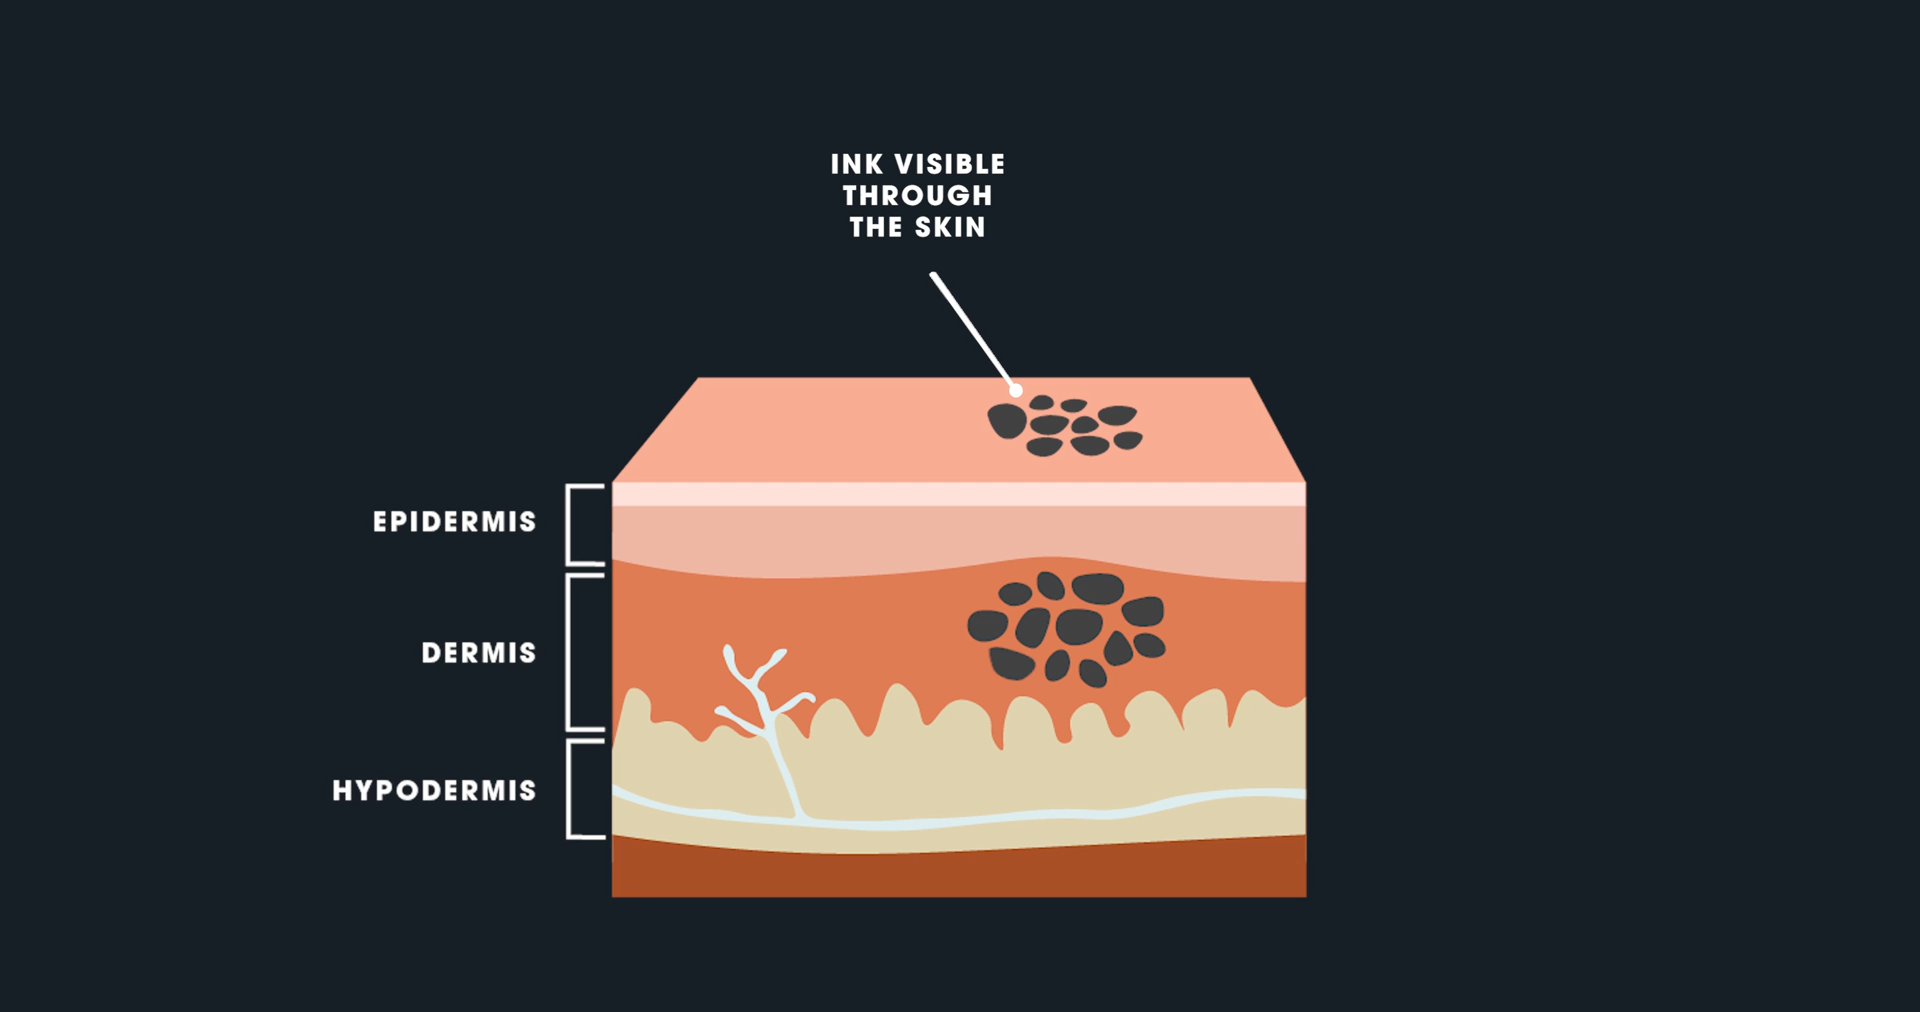 INK VISIBLE
THROUGH
THE SKIN
EPIDERMIS
DERMIS
HYPODERMIS